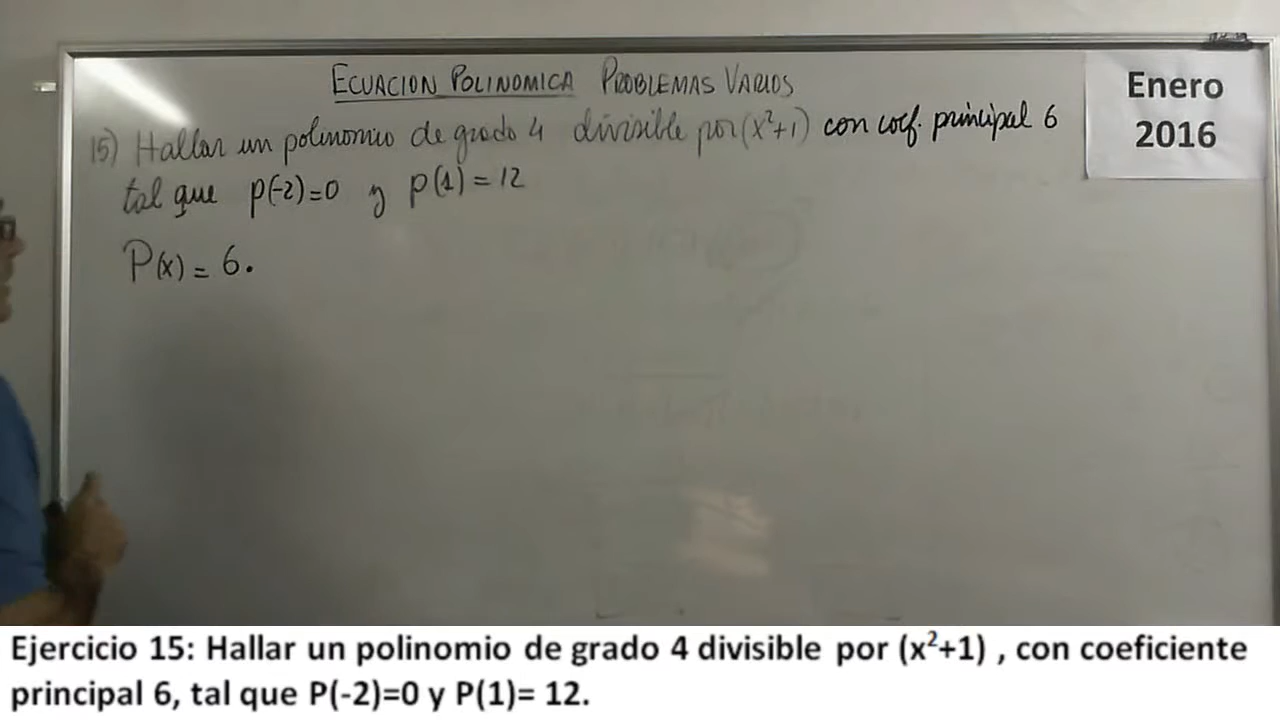 ECUACION POLINOMICA PROBLEMAS VARIOS
Enero
2016
15) Hallar un polinomio de grado 4 divisible por (x²+1) con coef. principal 6
tal que p(-2)=0 y p(1)=12
P(x) = 6.
Ejercicio 15: Hallar un polinomio de grado 4 divisible por (x²+1) , con coeficiente
principal 6, tal que P(-2)=0 y P(1)= 12.